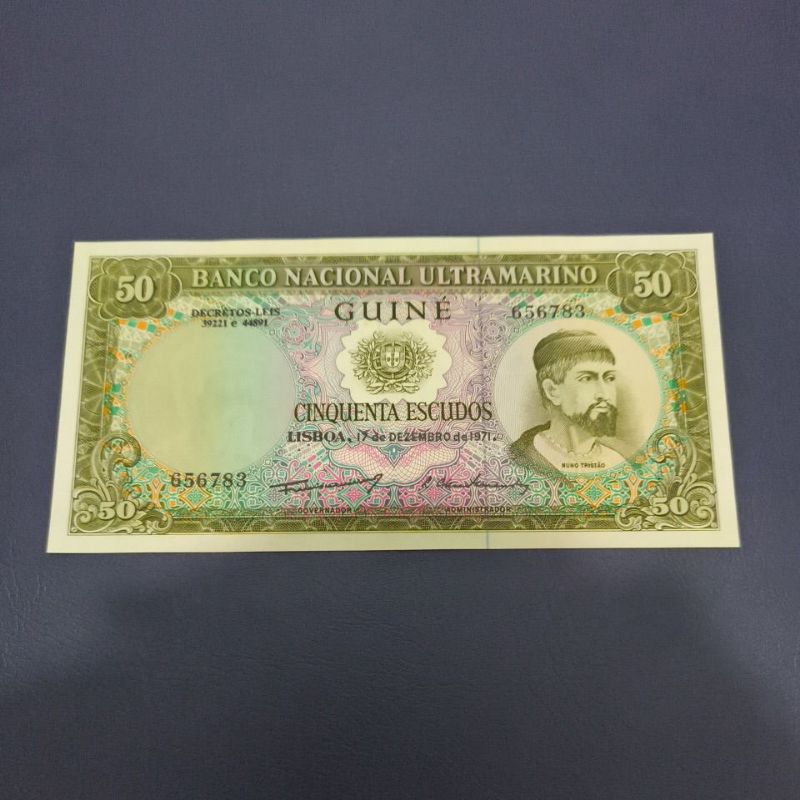 50 BANCO NACIONAL ULTRAMARINO 50
DECRETOS-LEIS
39221 e 44891
GUINÉ
656783
CINQUENTA ESCUDOS
LISBOA, 17 de DEZEMBRO de 1971.
NUNO TRISTÃO
656783
GOVERNADOR
ADMINISTRADOR
50
50